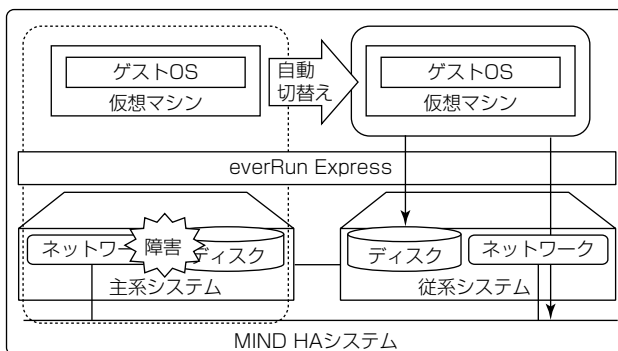 ゲストOS
仮想マシン
自動
切替え
ゲストOS
仮想マシン
everRun Express
ネットワー
障害
ディスク
主系システム
ディスク
ネットワーク
従系システム
MIND HAシステム